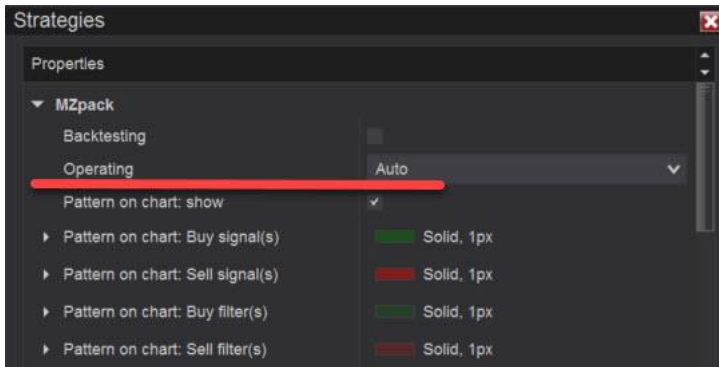 Strategies
Properties
MZpack
Backtesting
Operating Auto
Pattern on chart: show
Pattern on chart: Buy signal(s) Solid, 1px
Pattern on chart: Sell signal(s) Solid, 1px
Pattern on chart: Buy filter(s) Solid, 1px
Pattern on chart: Sell filter(s) Solid, 1px